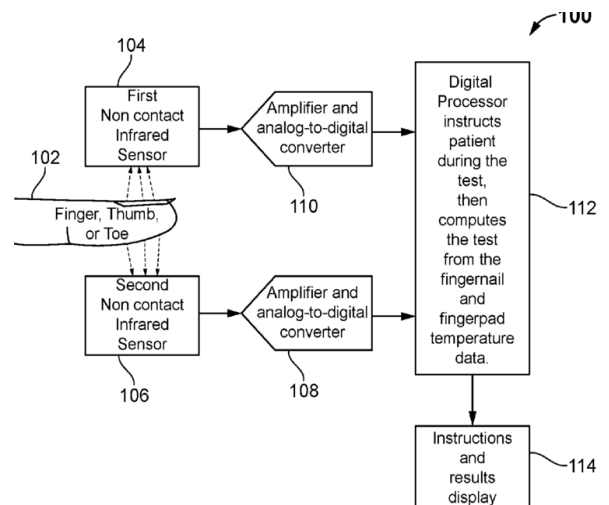 100
104
First
Non contact
Infrared
Sensor
Amplifier and
analog-to-digital
converter
110
102
Finger, Thumb,
or Toe
Digital
Processor
instructs
patient
during the
test,
then
computes
the test
from the
fingernail
and
fingerpad
temperature
data.
112
Second
Non contact
Infrared
Sensor
106
Amplifier and
analog-to-digital
converter
108
Instructions
and
results
display
114